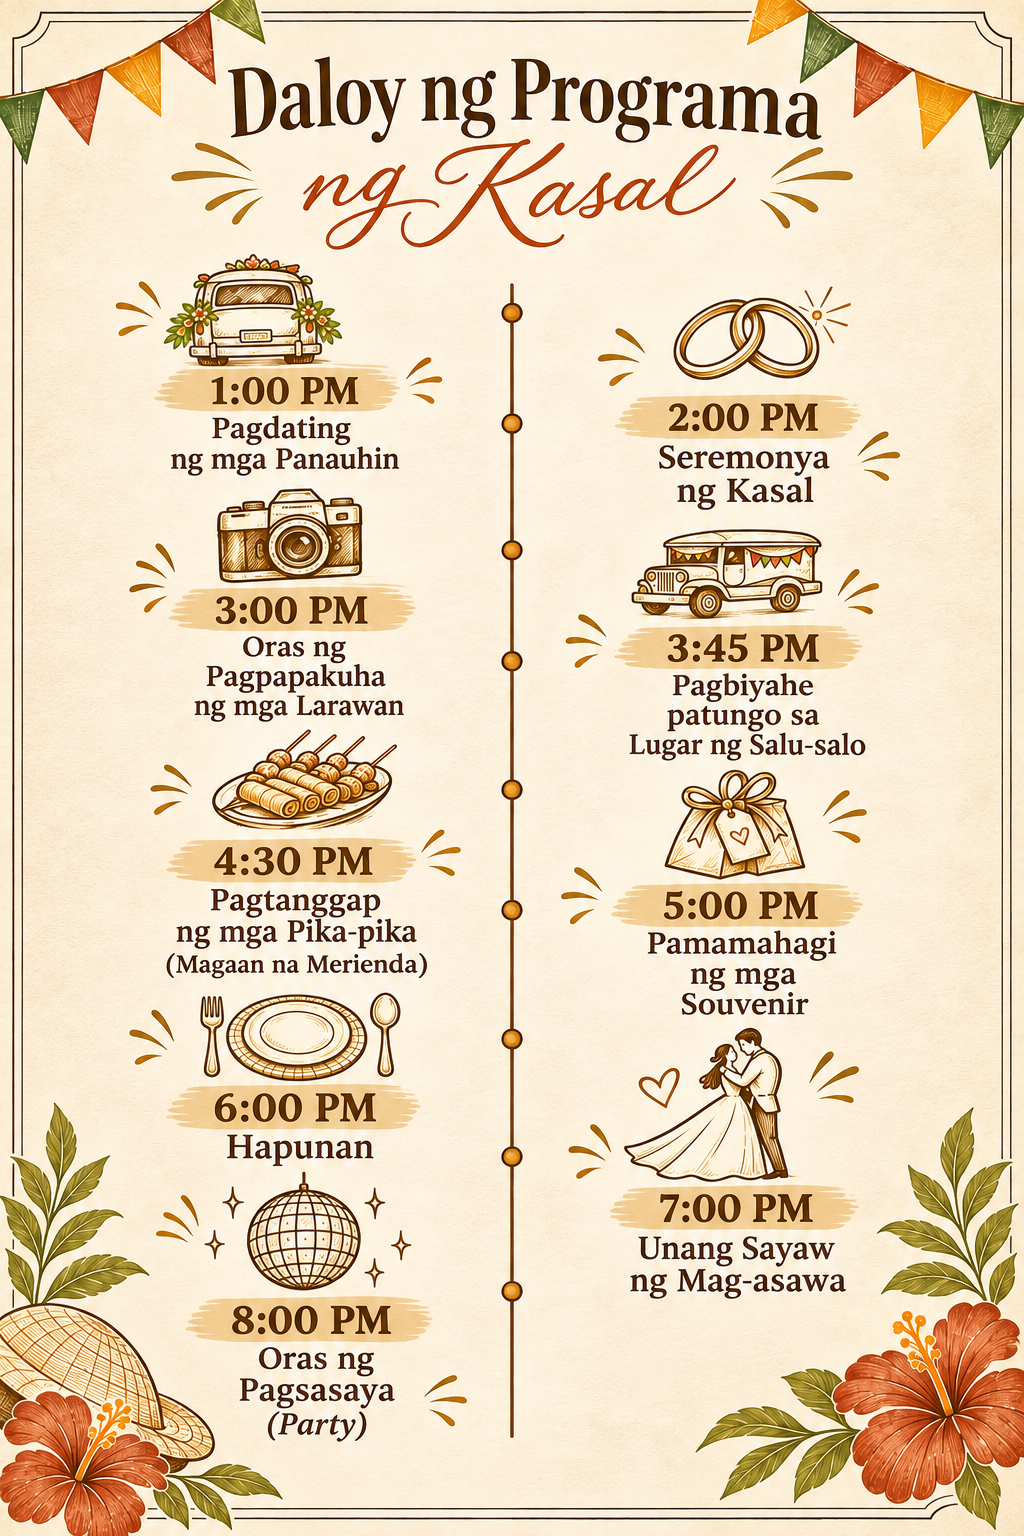 Daloy ng Programa
ng Kasal
1:00 PM
Pagdating
ng mga Panauhin
2:00 PM
Seremonya
ng Kasal
3:00 PM
Oras ng
Pagpapakuha
ng mga Larawan
3:45 PM
Pagbiyahe
patungo sa
Lugar ng Salu-salo
4:30 PM
Pagtanggap
ng mga Pika-pika
(Magaan na Merienda)
5:00 PM
Pamamahagi
ng mga
Souvenir
6:00 PM
Hapunan
7:00 PM
Unang Sayaw
ng Mag-asawa
8:00 PM
Oras ng
Pagsasaya
(Party)